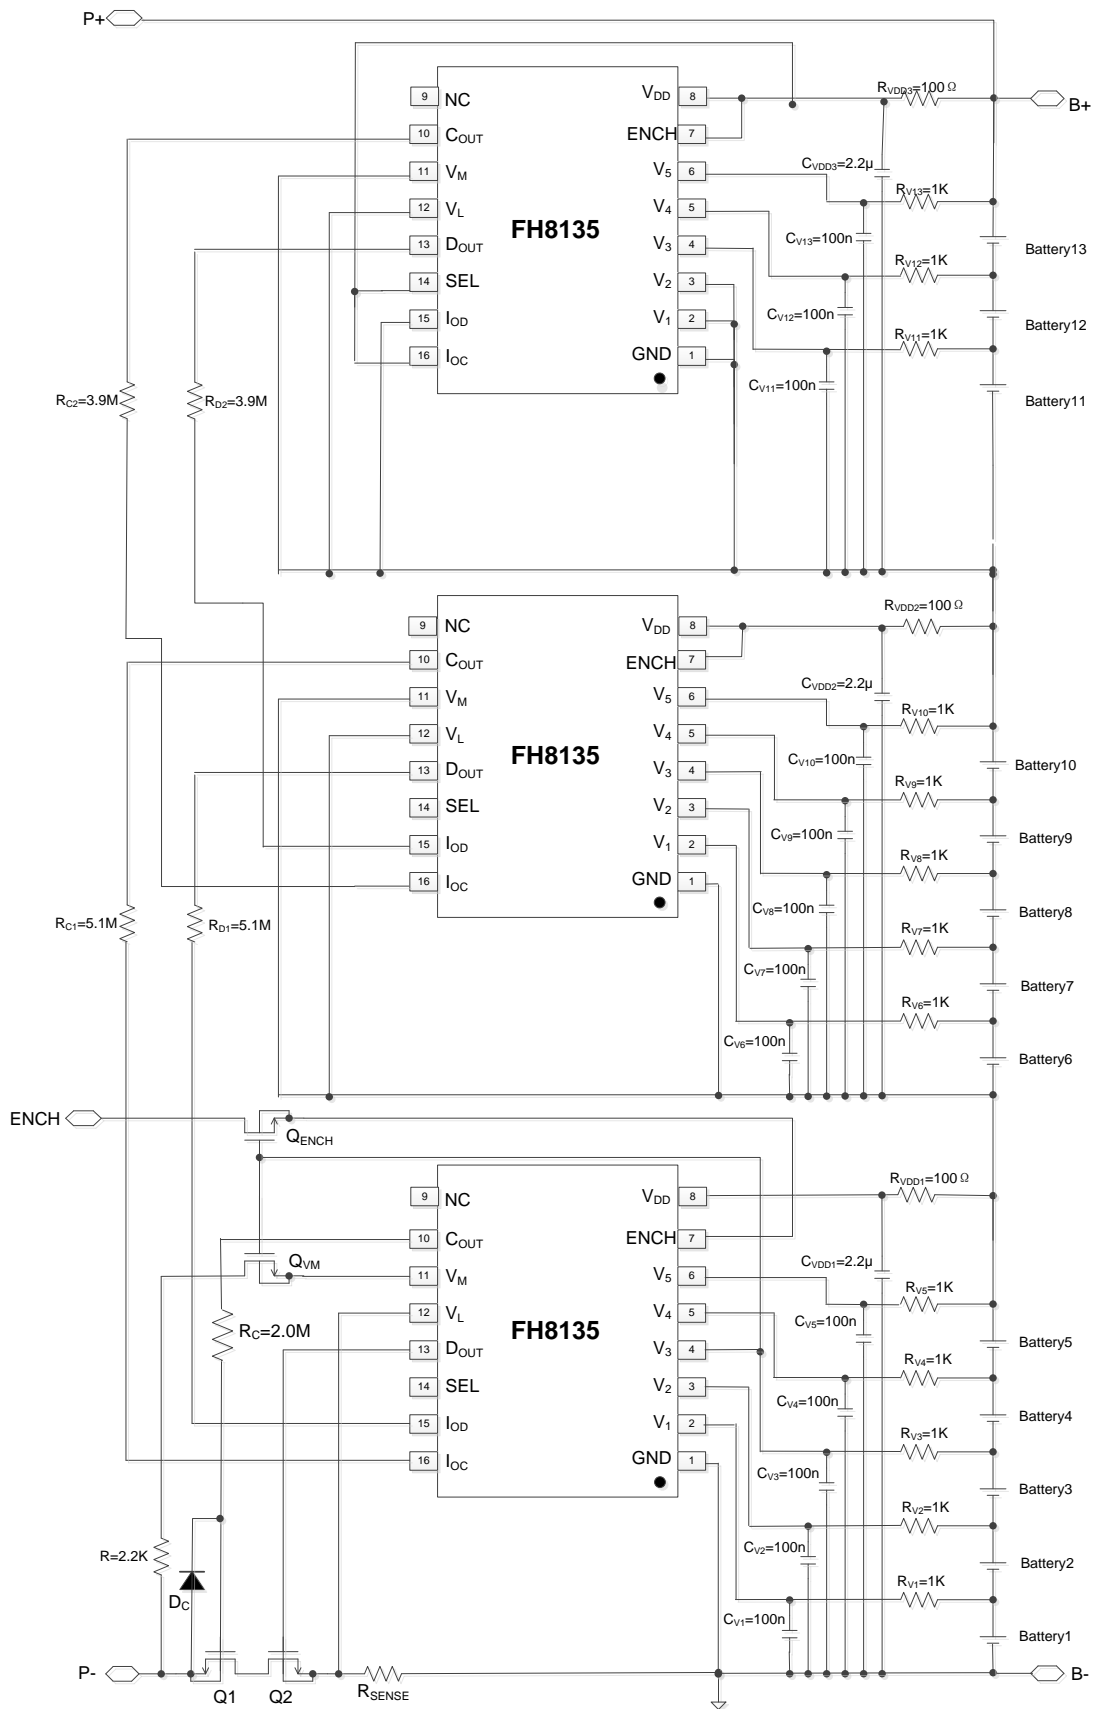 P+
9 NC
10 COUT
11 VM
12 VL
13 DOUT
14 SEL
15 IOD
16 IOC
FH8135
VDD 8
ENCH 7
V5 6
V4 5
V3 4
V2 3
V1 2
GND 1
RVDD3=100Ω
B+
CVDD3=2.2µ
RV13=1K
CV13=100n
Battery13
RV12=1K
CV12=100n
Battery12
RV11=1K
CV11=100n
Battery11
RC2=3.9M
RD2=3.9M
9 NC
10 COUT
11 VM
12 VL
13 DOUT
14 SEL
15 IOD
16 IOC
FH8135
VDD 8
ENCH 7
V5 6
V4 5
V3 4
V2 3
V1 2
GND 1
RVDD2=100Ω
CVDD2=2.2µ
RV10=1K
CV10=100n
Battery10
RV9=1K
CV9=100n
Battery9
RV8=1K
CV8=100n
Battery8
RV7=1K
CV7=100n
Battery7
RV6=1K
CV6=100n
Battery6
RC1=5.1M
RD1=5.1M
ENCH
QENCH
9 NC
10 COUT
11 VM
12 VL
13 DOUT
14 SEL
15 IOD
16 IOC
FH8135
VDD 8
ENCH 7
V5 6
V4 5
V3 4
V2 3
V1 2
GND 1
QVM
RC=2.0M
RVDD1=100Ω
CVDD1=2.2µ
RV5=1K
CV5=100n
Battery5
RV4=1K
CV4=100n
Battery4
RV3=1K
CV3=100n
Battery3
RV2=1K
CV2=100n
Battery2
RV1=1K
CV1=100n
Battery1
R=2.2K
DC
P-
Q1
Q2
RSENSE
B-